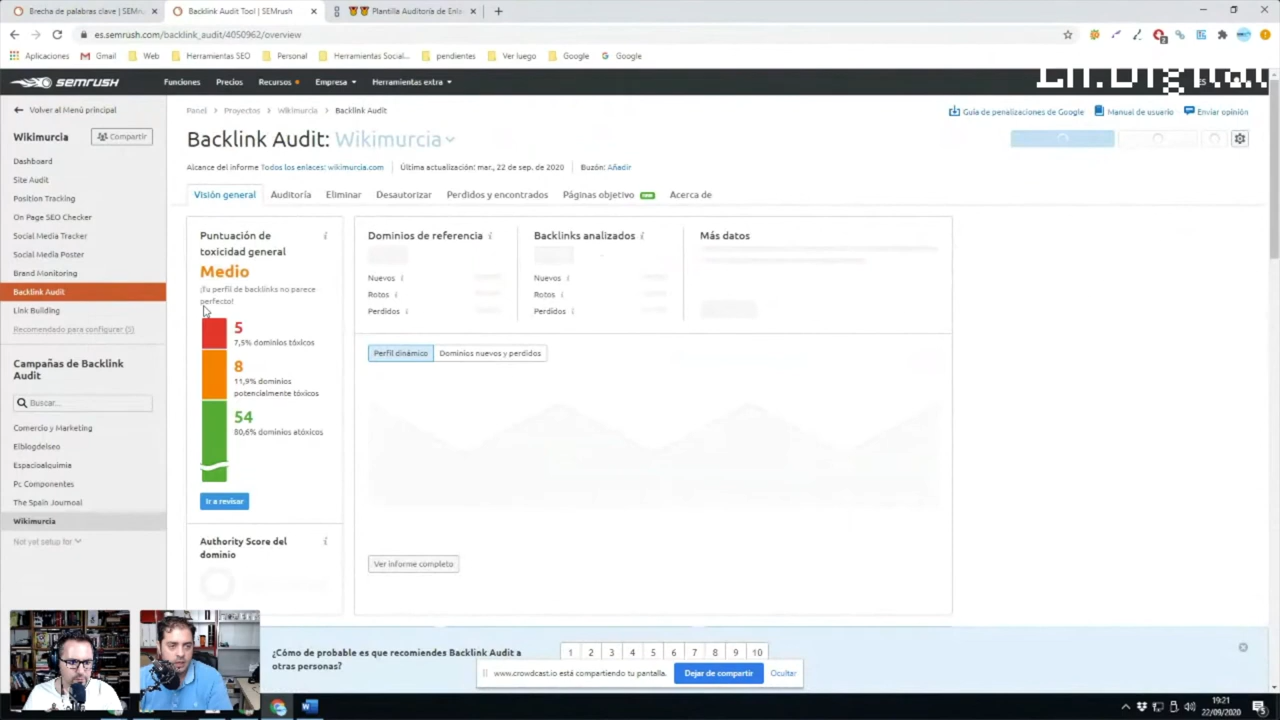 Brecha de palabras clave | SEMru
Backlink Audit Tool | SEMrush
Plantilla Auditoría de Enla
es.semrush.com/backlink_audit/4050962/overview
Aplicaciones
Gmail
Web
Herramientas SEO
Personal
Herramientas Social...
pendientes
Ver luego
Google
Google
semrush
Funciones
Precios
Recursos
Empresa
Herramientas extra
En.Digital
Volver al Menú principal
Panel > Proyectos > Wikimurcia > Backlink Audit
Guía de penalizaciones de Google
Manual de usuario
Enviar opinión
Wikimurcia
Compartir
Backlink Audit: Wikimurcia
Alcance del informe Todos los enlaces: wikimurcia.com
Última actualización: mar., 22 de sep. de 2020
Buzón: Añadir
Dashboard
Site Audit
Position Tracking
On Page SEO Checker
Social Media Tracker
Social Media Poster
Brand Monitoring
Backlink Audit
Link Building
Recomendado para configurar (3)
Campañas de Backlink
Audit
Buscar...
Comercio y Marketing
Elblogdelseo
Espacioalquimia
Pc Componentes
The Spain Journal
Wikimurcia
Not yet setup for
Visión general
Auditoría
Eliminar
Desautorizar
Perdidos y encontrados
Páginas objetivo
Acerca de
Puntuación de
toxicidad general
Medio
¡Tu perfil de backlinks no parece
perfecto!
5
7,5% dominios tóxicos
8
11,9% dominios
potencialmente tóxicos
54
80,6% dominios atóxicos
Ir a revisar
Authority Score del
dominio
Dominios de referencia
Nuevos
Rotos
Perdidos
Backlinks analizados
Nuevos
Rotos
Perdidos
Más datos
Perfil dinámico
Dominios nuevos y perdidos
Ver informe completo
¿Cómo de probable es que recomiendes Backlink Audit a
otras personas?
1 2 3 4 5 6 7 8 9 10
www.crowdcast.io está compartiendo tu pantalla.
Dejar de compartir
Ocultar
19:21
22/09/2020